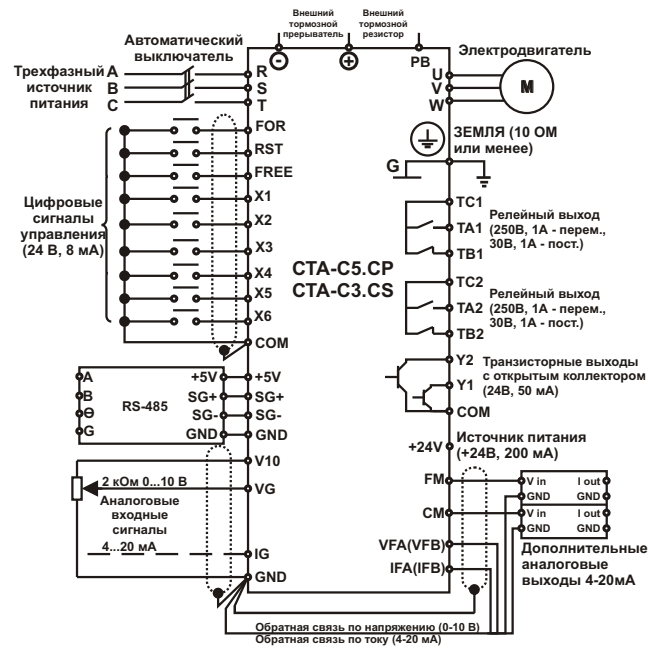 Внешний
тормозной
прерыватель
Внешний
тормозной
резистор
Автоматический
выключатель
PB
Электродвигатель
Трехфазный
источник
питания
A
B
C
R
S
T
U
V
W
M
FOR
RST
FREE
X1
X2
X3
X4
X5
X6
COM
Цифровые
сигналы
управления
(24 В, 8 мА)
ЗЕМЛЯ (10 ОМ
или менее)
G
TC1
TA1
TB1
Релейный выход
(250В, 1А - перем.,
30В, 1А - пост.)
CTA-C5.CP
CTA-C3.CS
TC2
TA2
TB2
Релейный выход
(250В, 1А - перем.,
30В, 1А - пост.)
Y2
Y1
COM
Транзисторные выходы
с открытым коллектором
(24В, 50 мА)
A
B
Ɵ
G
RS-485
+5V
SG+
SG-
GND
+5V
SG+
SG-
GND
+24V
Источник питания
(+24В, 200 мА)
V10
VG
2 кОм 0...10 В
Аналоговые
входные
сигналы
4...20 мА
IG
GND
FM
CM
VFA(VFB)
IFA(IFB)
V in
I out
GND
GND
V in
I out
GND
GND
Дополнительные
аналоговые
выходы 4-20мА
Обратная связь по напряжению (0-10 В)
Обратная связь по току (4-20 мА)